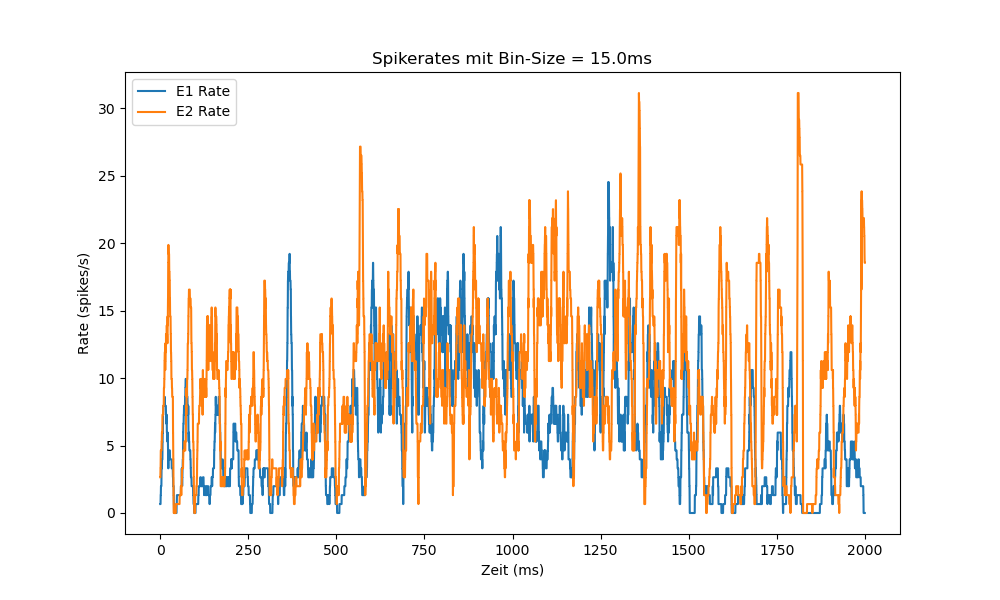 Spikerates mit Bin-Size = 15.0ms
E1 Rate
E2 Rate
30
25
20
15
10
5
0
Rate (spikes/s)
0 250 500 750 1000 1250 1500 1750 2000
Zeit (ms)